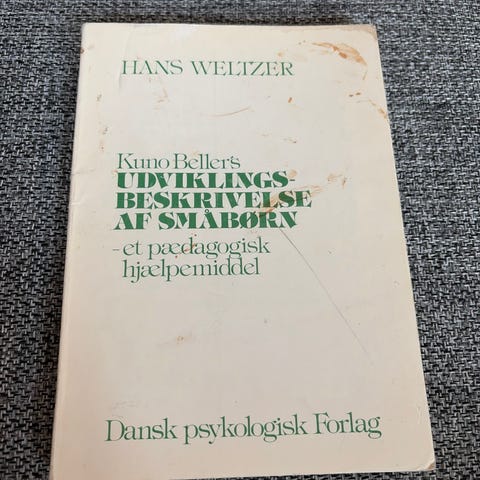 HANS WELTZER
Kuno Beller's
UDVIKLINGS-
BESKRIVELSE
AF SMÅBØRN
- et pædagogisk
hjælpemiddel
Dansk psykologisk Forlag